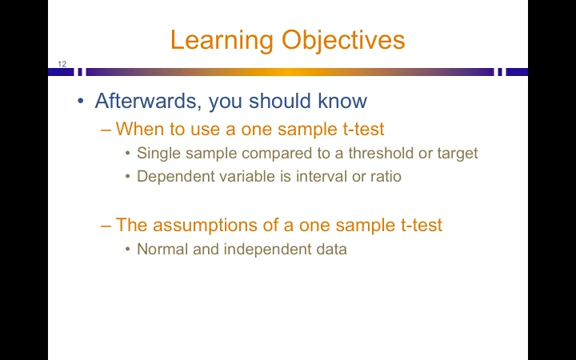 Learning Objectives
12
• Afterwards, you should know
– When to use a one sample t-test
• Single sample compared to a threshold or target
• Dependent variable is interval or ratio
– The assumptions of a one sample t-test
• Normal and independent data